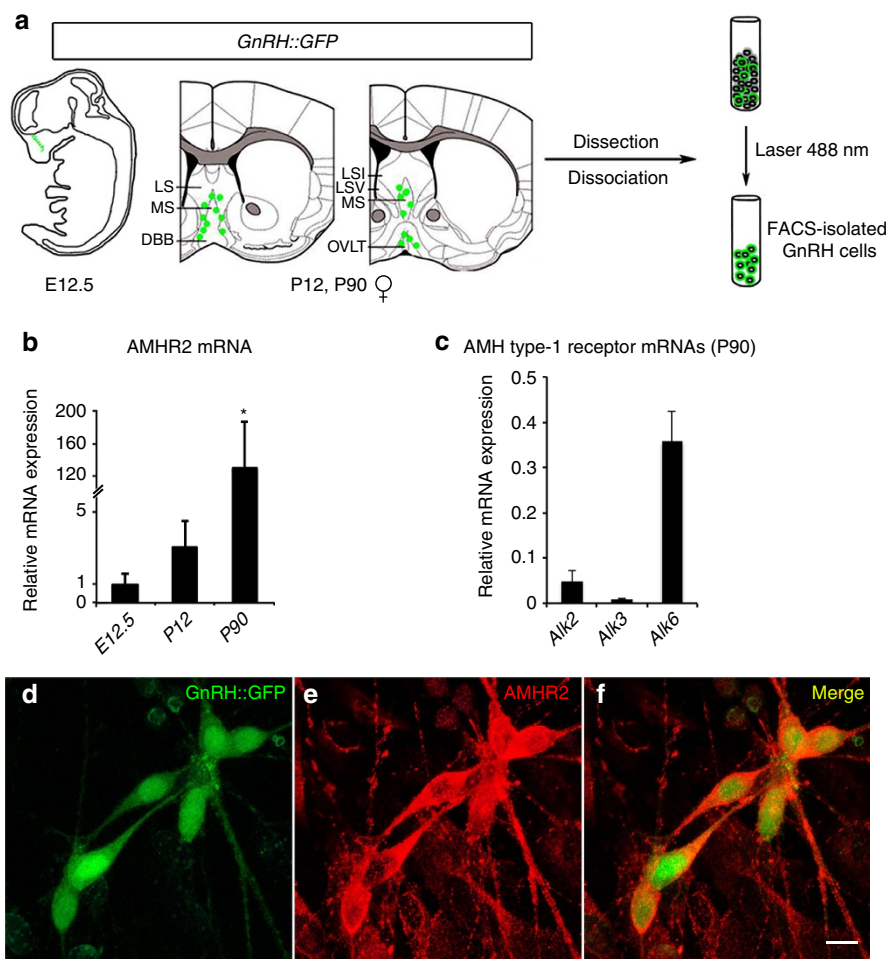 a
GnRH::GFP
LS
MS
DBB
LSI
LSV
MS
OVLT
E12.5
P12, P90 ♀
Dissection
Dissociation
Laser 488 nm
FACS-isolated
GnRH cells
b
AMHR2 mRNA
Relative mRNA expression
200
160
120
5
1
0
*
E12.5
P12
P90
c
AMH type-1 receptor mRNAs (P90)
Relative mRNA expression
0.5
0.4
0.3
0.2
0.1
0
Alk2
Alk3
Alk6
d
GnRH::GFP
e
AMHR2
f
Merge